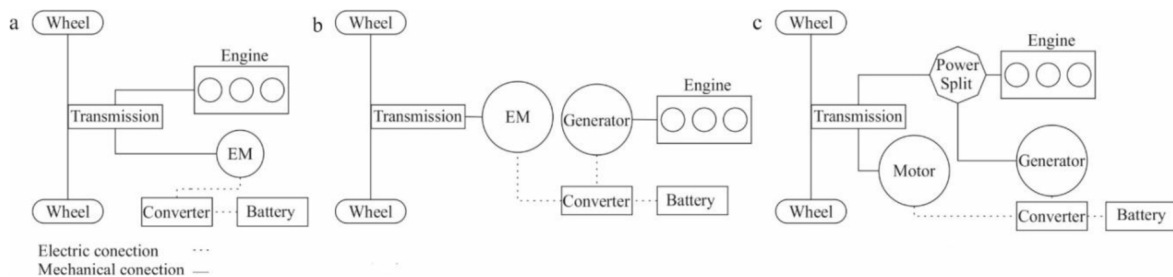 a
Wheel
Engine
Transmission
EM
Converter
Battery
Wheel
b
Wheel
Engine
Transmission
EM
Generator
Converter
Battery
Wheel
c
Wheel
Engine
Power
Split
Transmission
Motor
Generator
Converter
Battery
Wheel
Electric conection
Mechanical conection